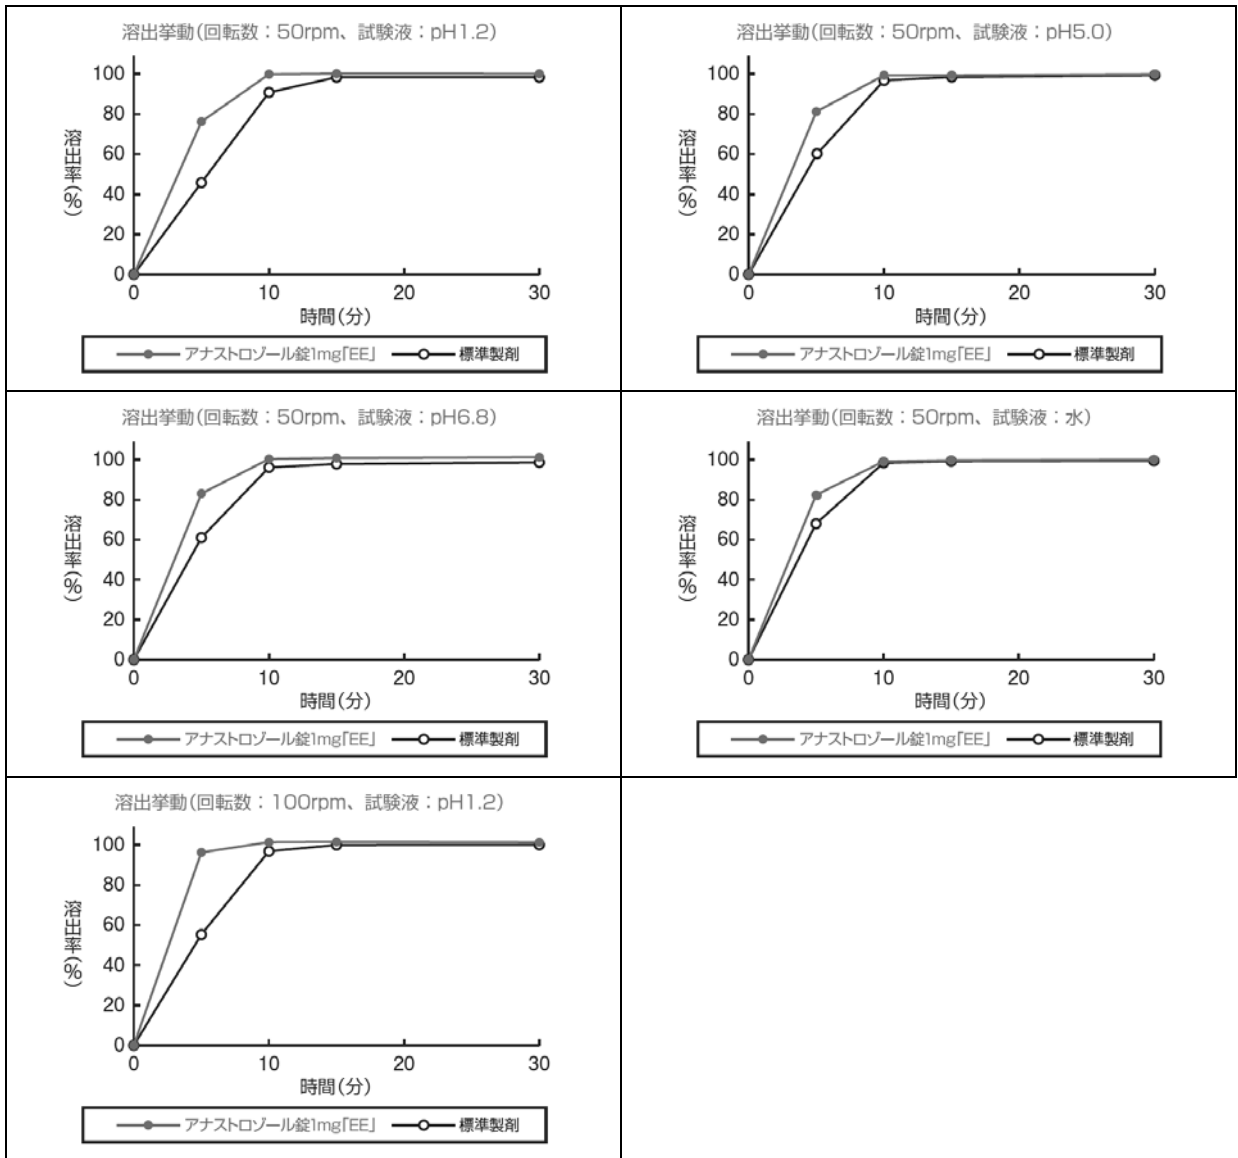 溶出挙動(回転数：50rpm、試験液：pH1.2)
100
80
60
40
20
0
溶出率(%)
0 10 20 30
時間(分)
アナストロゾール錠1mg「EE」 標準製剤
溶出挙動(回転数：50rpm、試験液：pH5.0)
100
80
60
40
20
0
溶出率(%)
0 10 20 30
時間(分)
アナストロゾール錠1mg「EE」 標準製剤
溶出挙動(回転数：50rpm、試験液：pH6.8)
100
80
60
40
20
0
溶出率(%)
0 10 20 30
時間(分)
アナストロゾール錠1mg「EE」 標準製剤
溶出挙動(回転数：50rpm、試験液：水)
100
80
60
40
20
0
溶出率(%)
0 10 20 30
時間(分)
アナストロゾール錠1mg「EE」 標準製剤
溶出挙動(回転数：100rpm、試験液：pH1.2)
100
80
60
40
20
0
溶出率(%)
0 10 20 30
時間(分)
アナストロゾール錠1mg「EE」 標準製剤